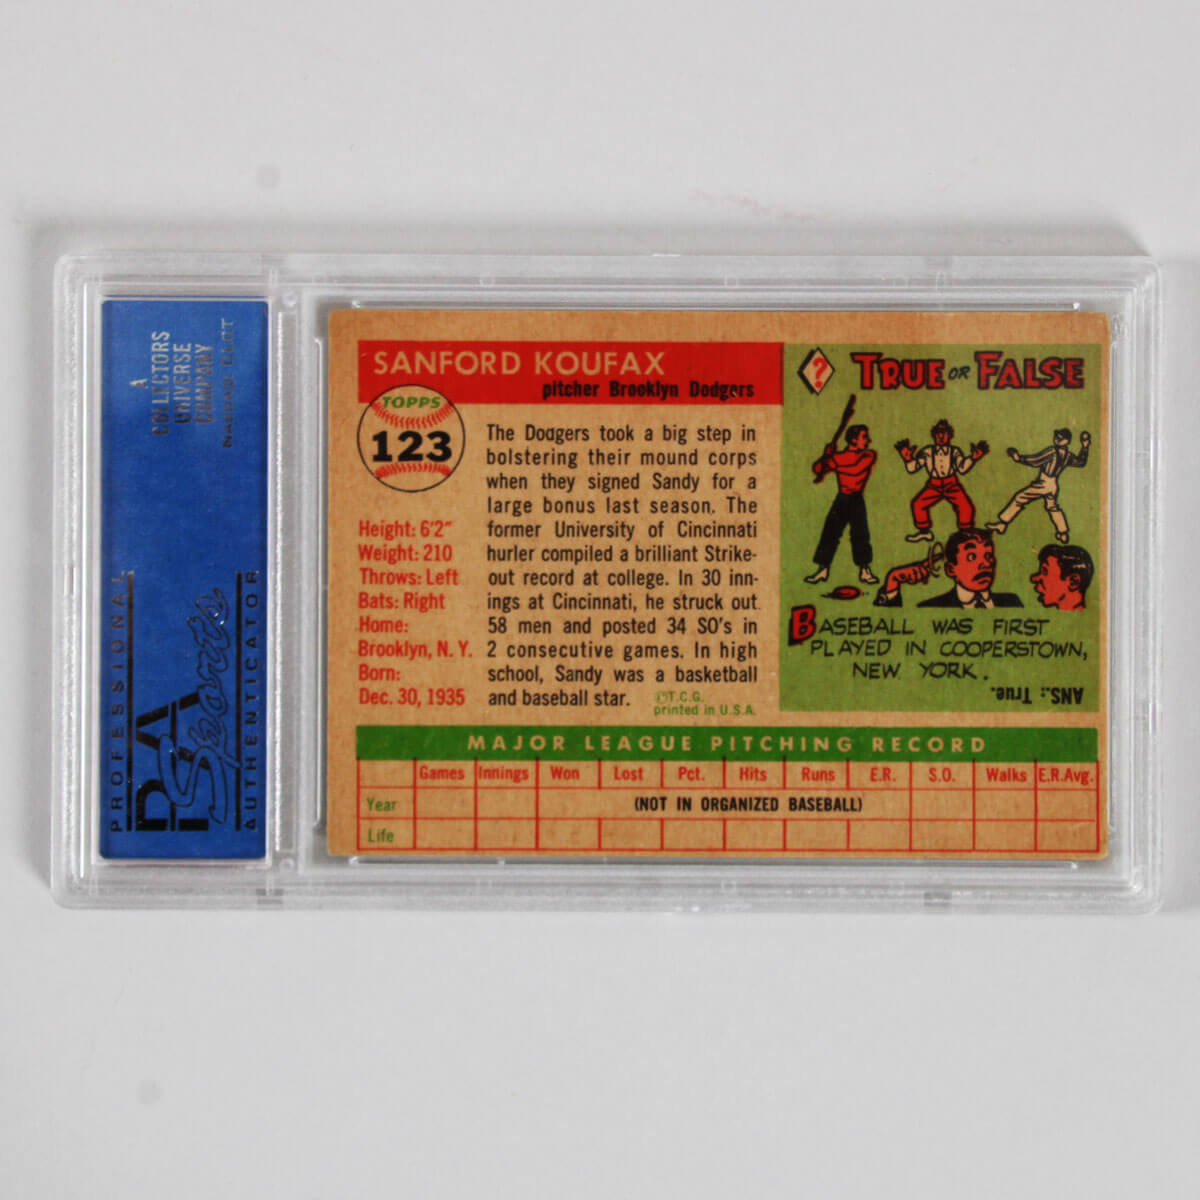 A
COLLECTORS
UNIVERSE
COMPANY
NASDAQ: CLCT
PROFESSIONAL
PSA
Sports
AUTHENTICATOR
SANFORD KOUFAX
pitcher Brooklyn Dodgers
TOPPS
123
Height: 6'2"
Weight: 210
Throws: Left
Bats: Right
Home:
Brooklyn, N. Y.
Born:
Dec. 30, 1935
The Dodgers took a big step in
bolstering their mound corps
when they signed Sandy for a
large bonus last season. The
former University of Cincinnati
hurler compiled a brilliant Strike-
out record at college. In 30 inn-
ings at Cincinnati, he struck out
58 men and posted 34 SO's in
2 consecutive games. In high
school, Sandy was a basketball
and baseball star.
©T.C.G.
printed in U.S.A.
?
TRUE OR FALSE
BASEBALL WAS FIRST
PLAYED IN COOPERSTOWN,
NEW YORK.
ANS.: True.
MAJOR LEAGUE PITCHING RECORD
Games Innings Won Lost Pct. Hits Runs E.R. S.O. Walks E.R.Avg.
Year (NOT IN ORGANIZED BASEBALL)
Life